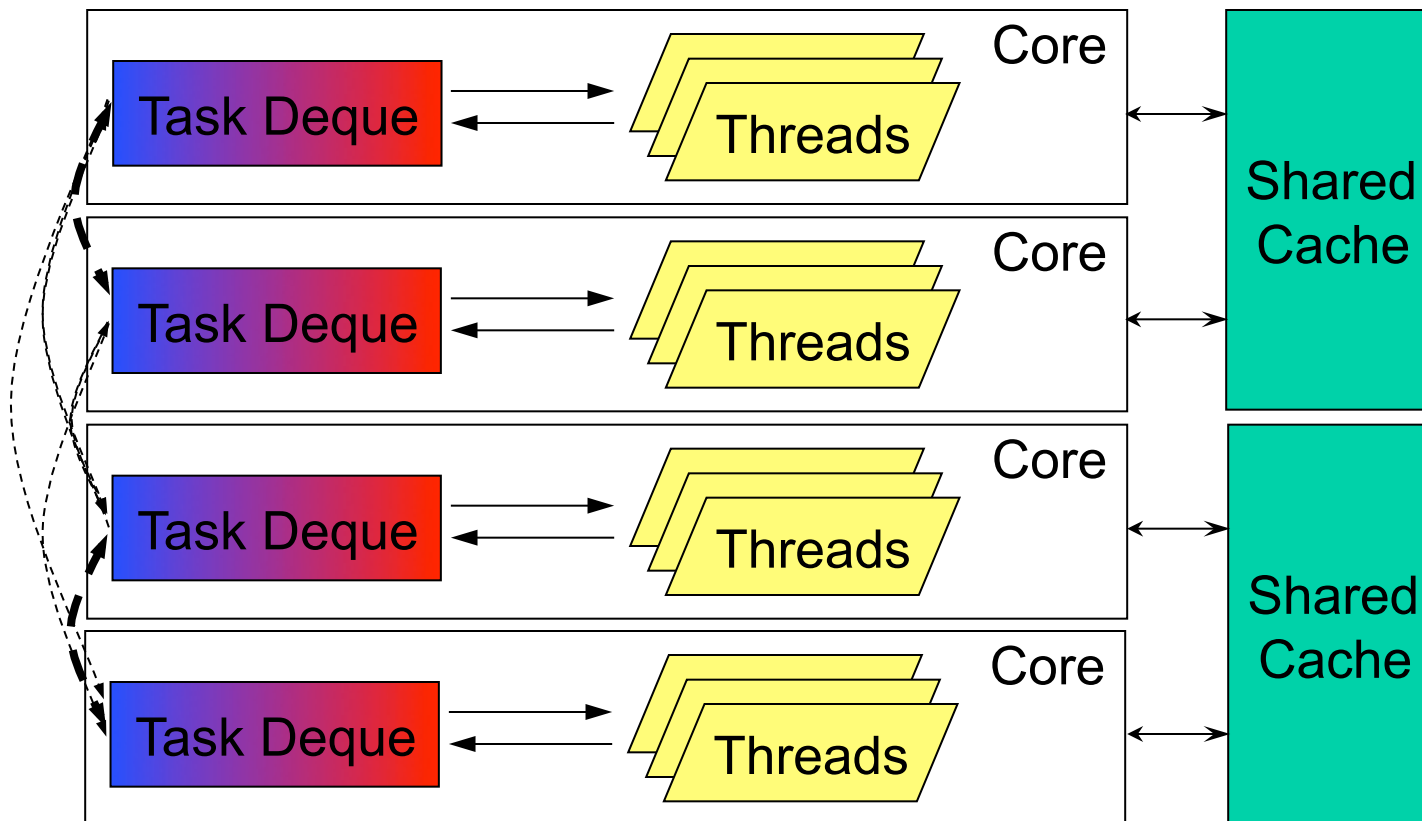 Core
Task Deque
Threads
Shared
Cache
Core
Task Deque
Threads
Core
Task Deque
Threads
Shared
Cache
Core
Task Deque
Threads